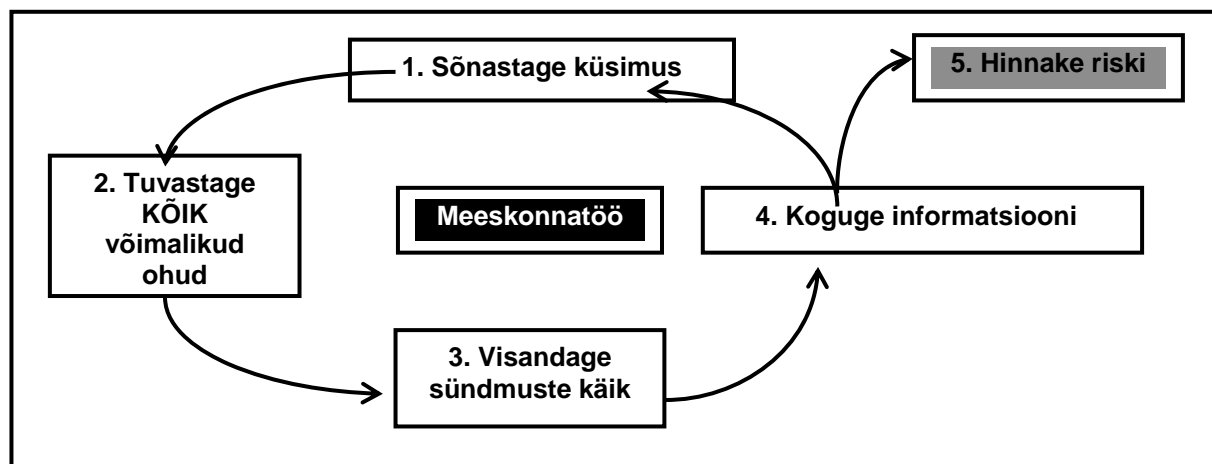 1. Sõnastage küsimus
5. Hinnake riski
2. Tuvastage
KÕIK
võimalikud
ohud
Meeskonnatöö
4. Koguge informatsiooni
3. Visandage
sündmuste käik